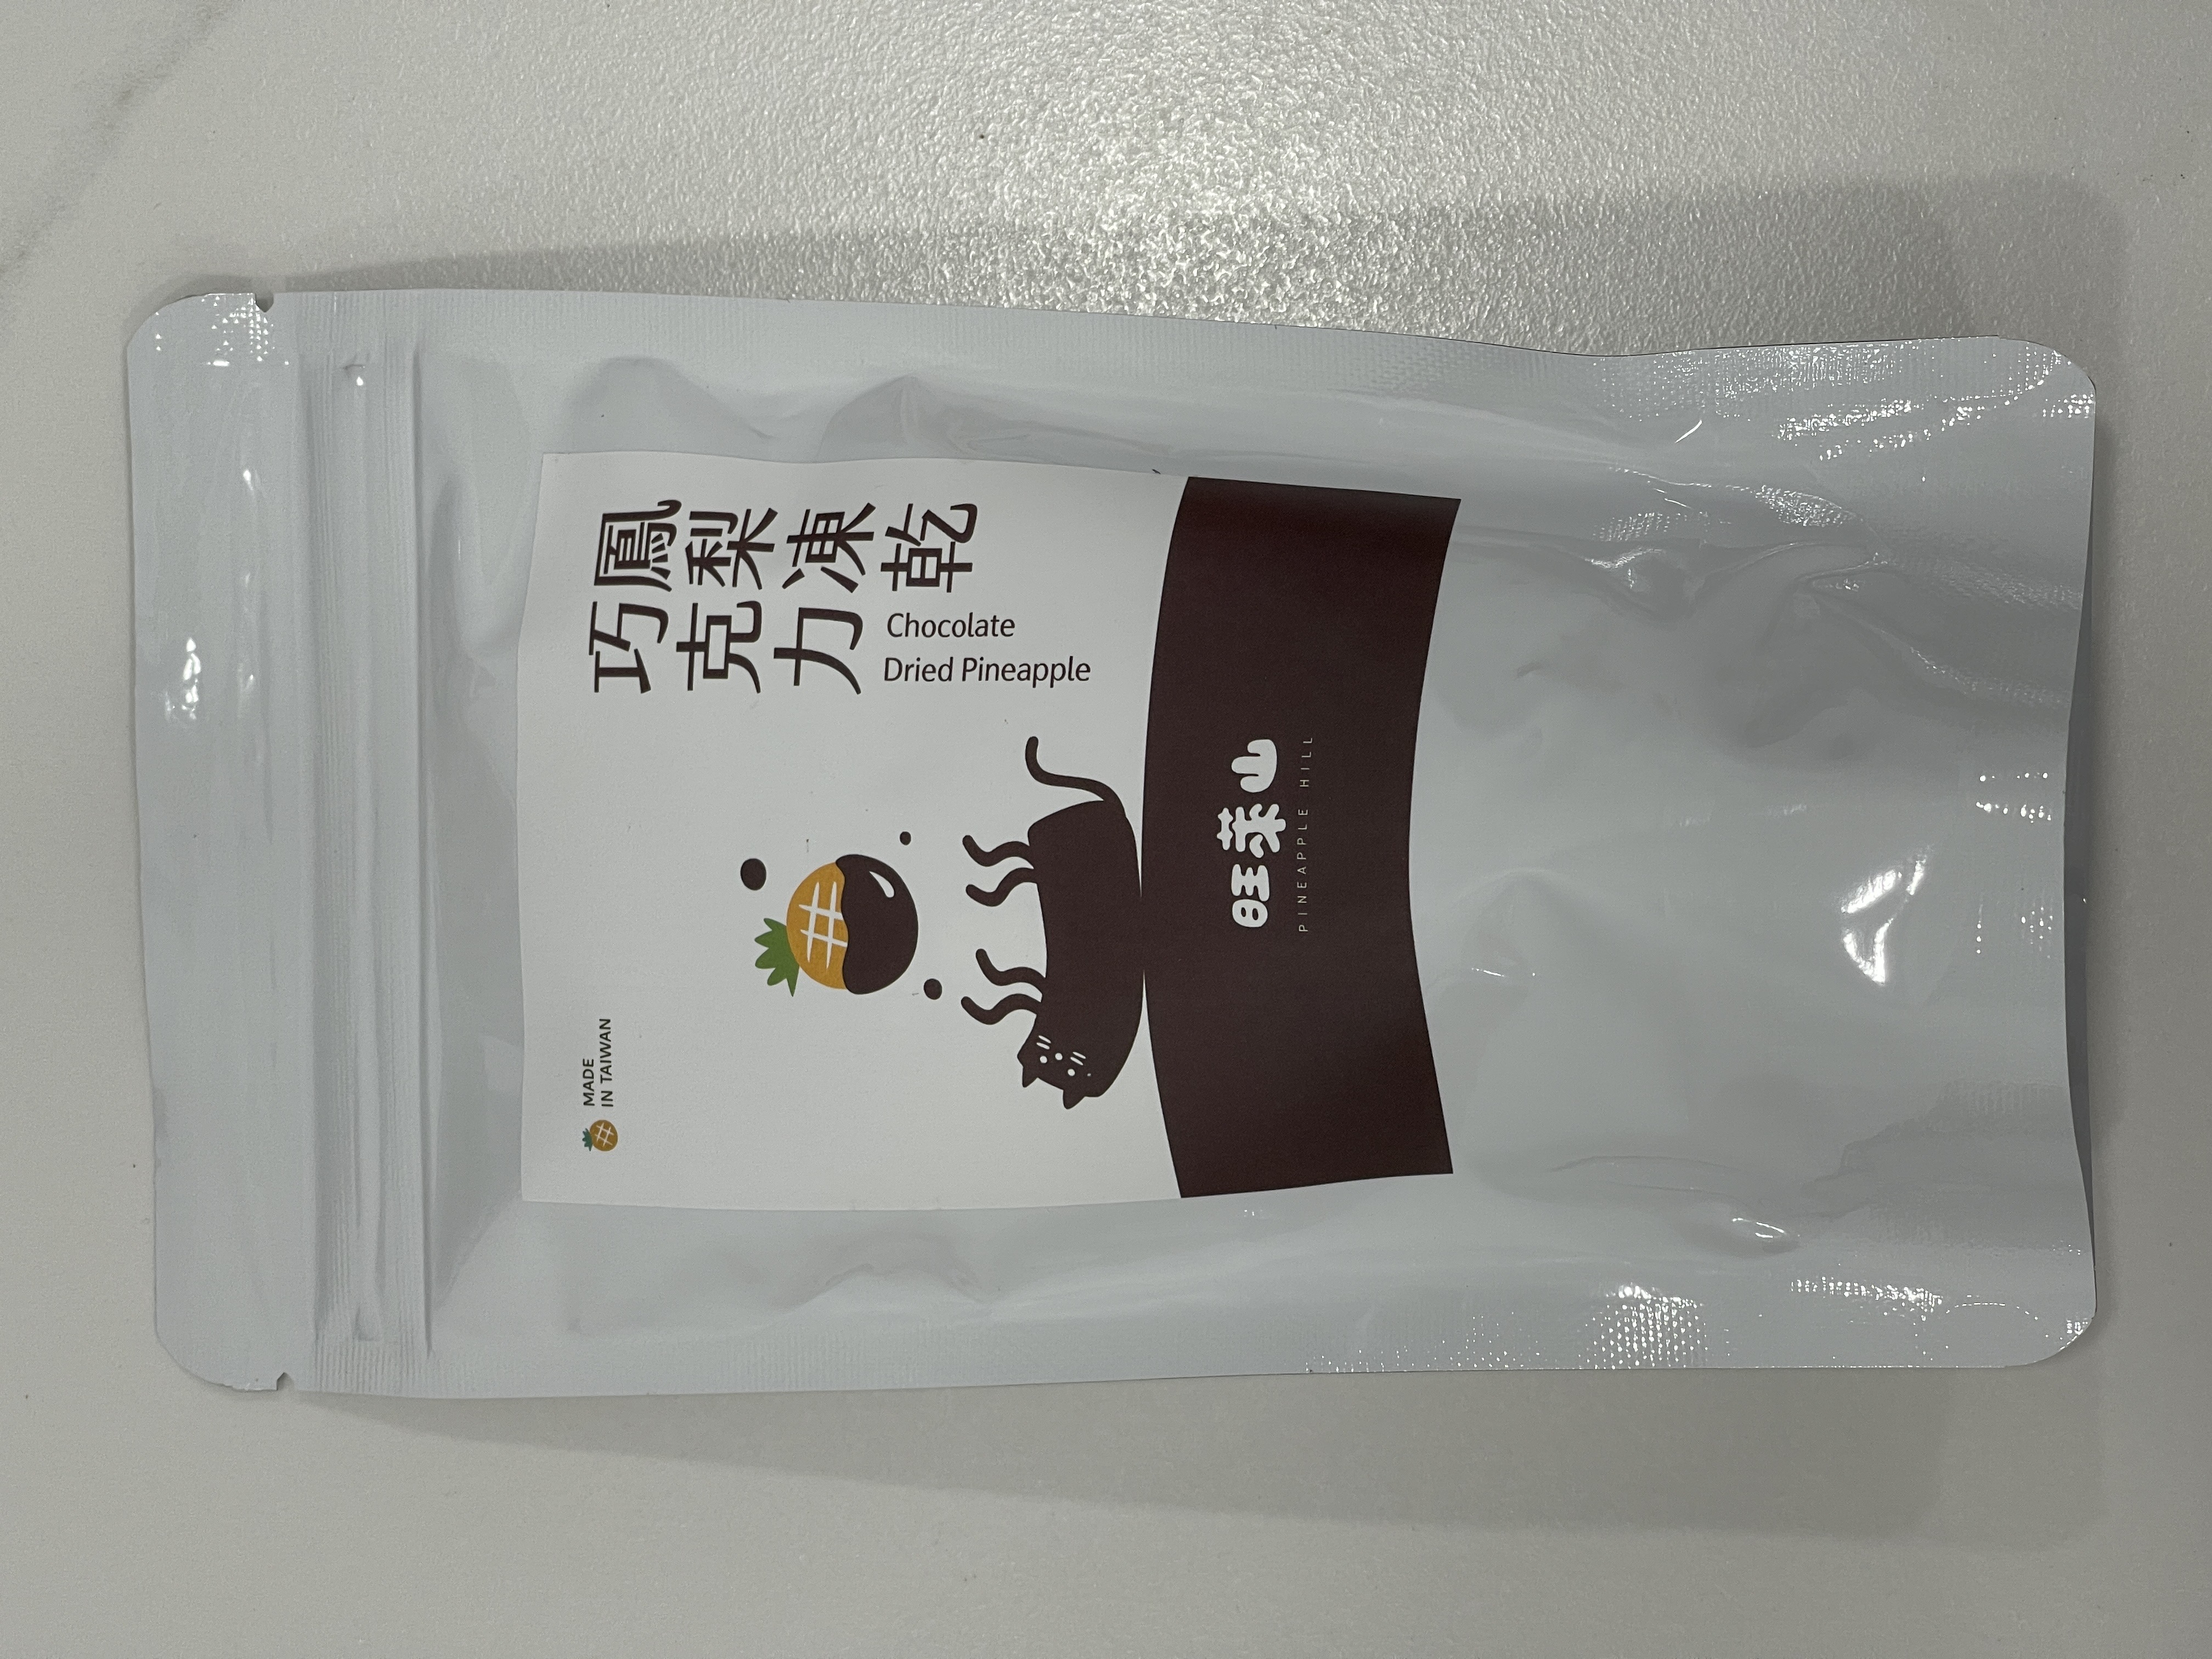 MADE
IN TAIWAN
鳳梨凍乾
巧克力
Chocolate
Dried Pineapple
旺萊山
PINEAPPLE HILL